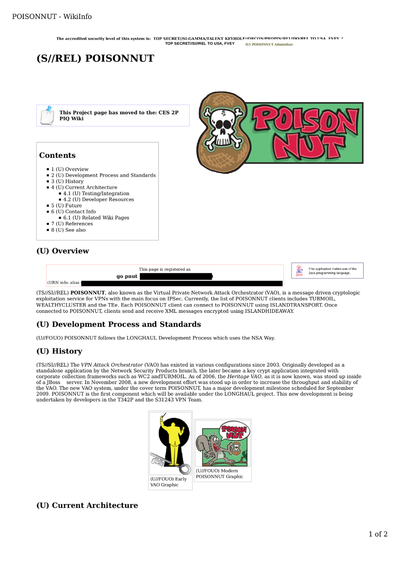 POISONNUT - WikiInfo
The accredited security level of this system is: TOP SECRET//SI-GAMMA/TALENT KEYHOLE//
TOP SECRET//SI//REL TO USA, FVEY
(S//REL) POISONNUT
This Project page has moved to the: CES 2P
PIQ Wiki
POISON
NUT
Contents
1 (U) Overview
2 (U) Development Process and Standards
3 (U) History
4 (U) Current Architecture
4.1 (U) Testing/Integration
4.2 (U) Developer Resources
5 (U) Future
6 (U) Contact Info
6.1 (U) Related Wiki Pages
7 (U) References
8 (U) See also
(U) Overview
This page is registered as
go pnut
(URN info: alias
This application makes use of the
Java programming language.
(TS//SI//REL) POISONNUT, also known as the Virtual Private Network Attack Orchestrator (VAO), is a message driven cryptologic
exploitation service for VPNs with the main focus on IPSec. Currently, the list of POISONNUT clients includes TURMOIL,
WEALTHYCLUSTER and the TEe. Each POISONNUT client can connect to POISONNUT using ISLANDTRANSPORT. Once
connected to POISONNUT, clients send and receive XML messages encrypted using ISLANDHIDEAWAY.
(U) Development Process and Standards
(U//FOUO) POISONNUT follows the LONGHAUL Development Process which uses the NSA Way.
(U) History
(TS//SI//REL) The VPN Attack Orchestrator (VAO) has existed in various configurations since 2003. Originally developed as a
standalone application by the Network Security Products branch, the later became a key crypt application integrated with
corporate collection frameworks such as WC2 andTURMOIL. As of 2006, the Heritage VAO, as it is now known, was stood up inside
of a JBoss server. In November 2008, a new development effort was stood up in order to increase the throughput and stability of
the VAO. The new VAO system, under the cover term POISONNUT, has a major development milestone scheduled for September
2009. POISONNUT is the first component which will be available under the LONGHAUL project. This new development is being
undertaken by developers in the T342P and the S31243 VPN Team.
(U//FOUO) Early
VAO Graphic
(U//FOUO) Modern
POISONNUT Graphic
(U) Current Architecture
1 of 2